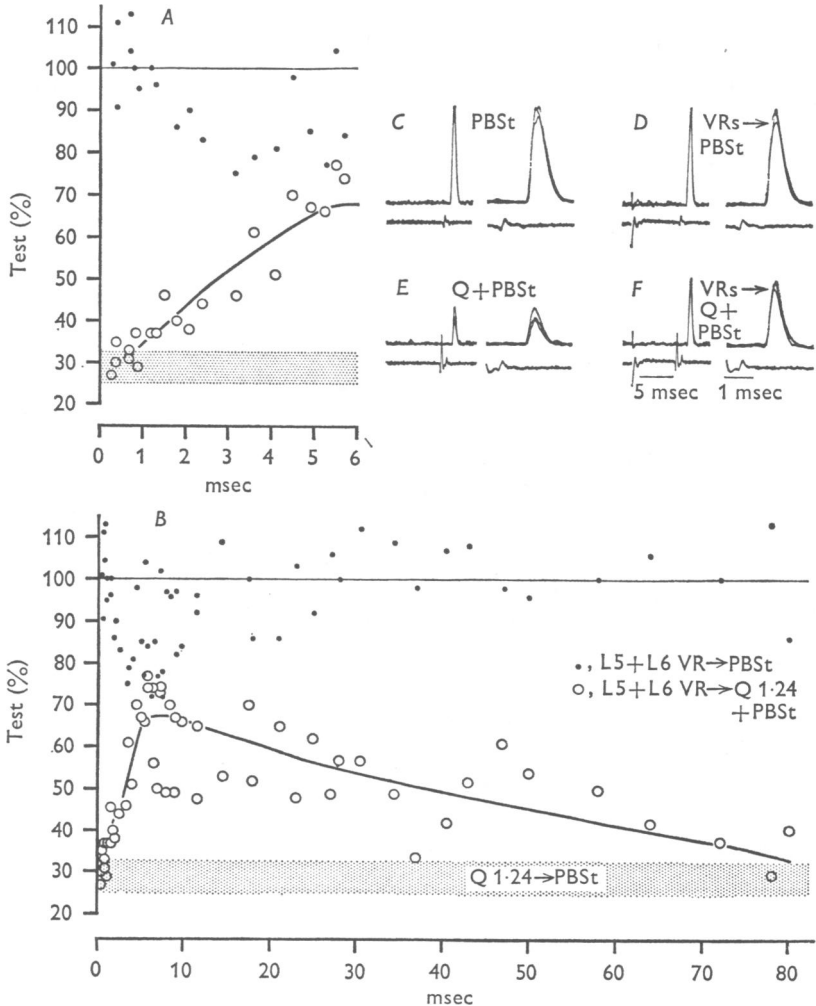 A
110
100
90
80
70
60
50
40
30
20
Test (%)
0 1 2 3 4 5 6
msec
C PBSt
D VRs→
PBSt
E Q+PBSt
F VRs→
Q+
PBSt
5 msec 1 msec
B
110
100
90
80
70
60
50
40
30
20
Test (%)
•, L5+L6 VR→PBSt
○, L5+L6 VR→Q 1·24
+PBSt
Q 1·24→PBSt
0 10 20 30 40 50 60 70 80
msec